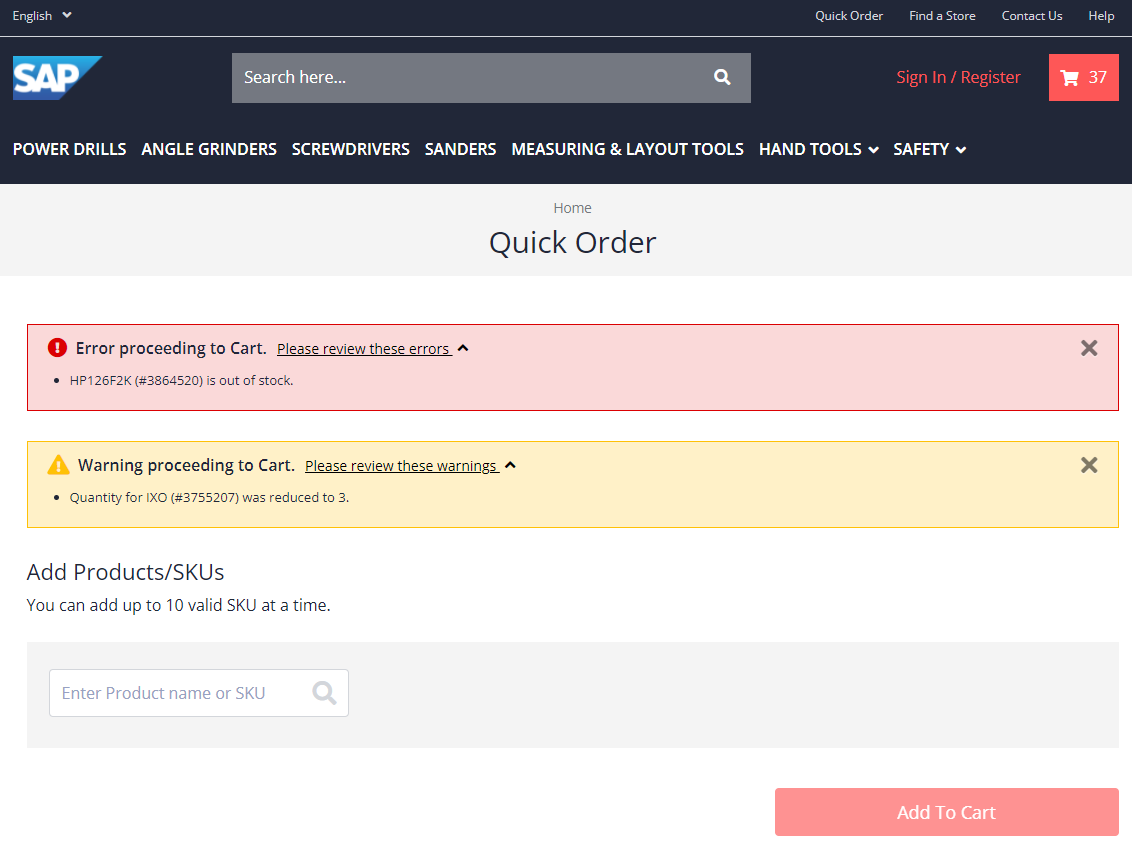 English
Quick Order Find a Store Contact Us Help
SAP
Search here...
Sign In / Register
37
POWER DRILLS ANGLE GRINDERS SCREWDRIVERS SANDERS MEASURING & LAYOUT TOOLS HAND TOOLS SAFETY
Home
Quick Order
Error proceeding to Cart. Please review these errors
• HP126F2K (#3864520) is out of stock.
Warning proceeding to Cart. Please review these warnings
• Quantity for IXO (#3755207) was reduced to 3.
Add Products/SKUs
You can add up to 10 valid SKU at a time.
Enter Product name or SKU
Add To Cart